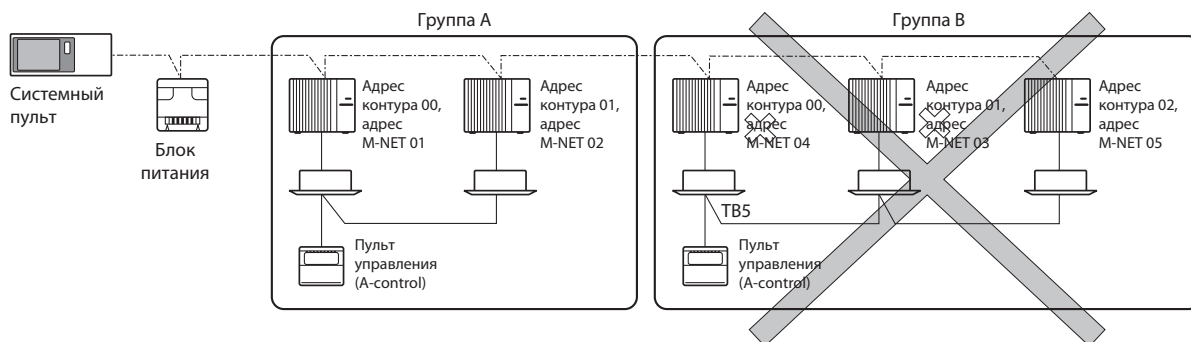 Группа A
Группа B
Системный
пульт
Блок
питания
Адрес
контура 00,
адрес
M-NET 01
Адрес
контура 01,
адрес
M-NET 02
Пульт
управления
(A-control)
Адрес
контура 00,
адрес
M-NET 04
Адрес
контура 01,
адрес
M-NET 03
Адрес
контура 02,
адрес
M-NET 05
TB5
Пульт
управления
(A-control)